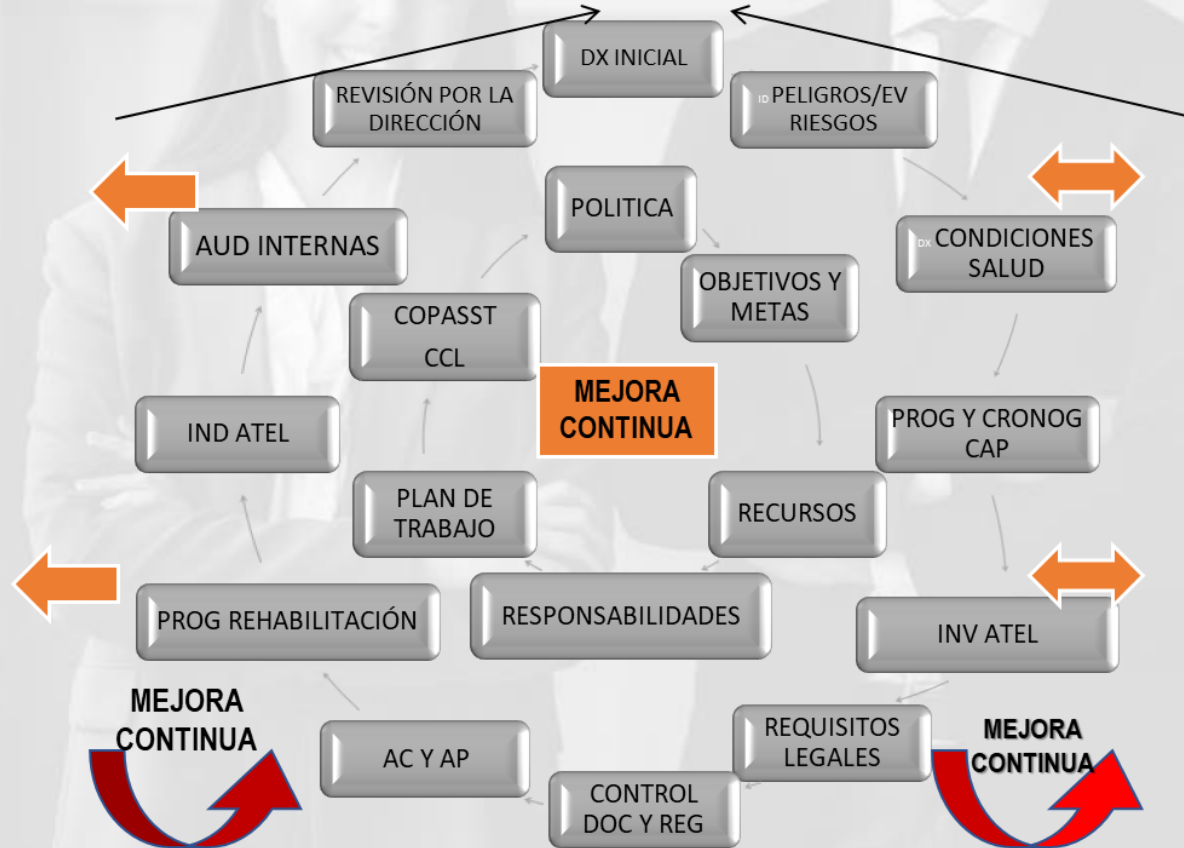 DX INICIAL
REVISIÓN POR LA
DIRECCIÓN
ID PELIGROS/EV
RIESGOS
POLITICA
AUD INTERNAS
DX CONDICIONES
SALUD
OBJETIVOS Y
METAS
COPASST
CCL
MEJORA
CONTINUA
IND ATEL
PROG Y CRONOG
CAP
PLAN DE
TRABAJO
RECURSOS
PROG REHABILITACIÓN
RESPONSABILIDADES
INV ATEL
MEJORA
CONTINUA
AC Y AP
REQUISITOS
LEGALES
MEJORA
CONTINUA
CONTROL
DOC Y REG